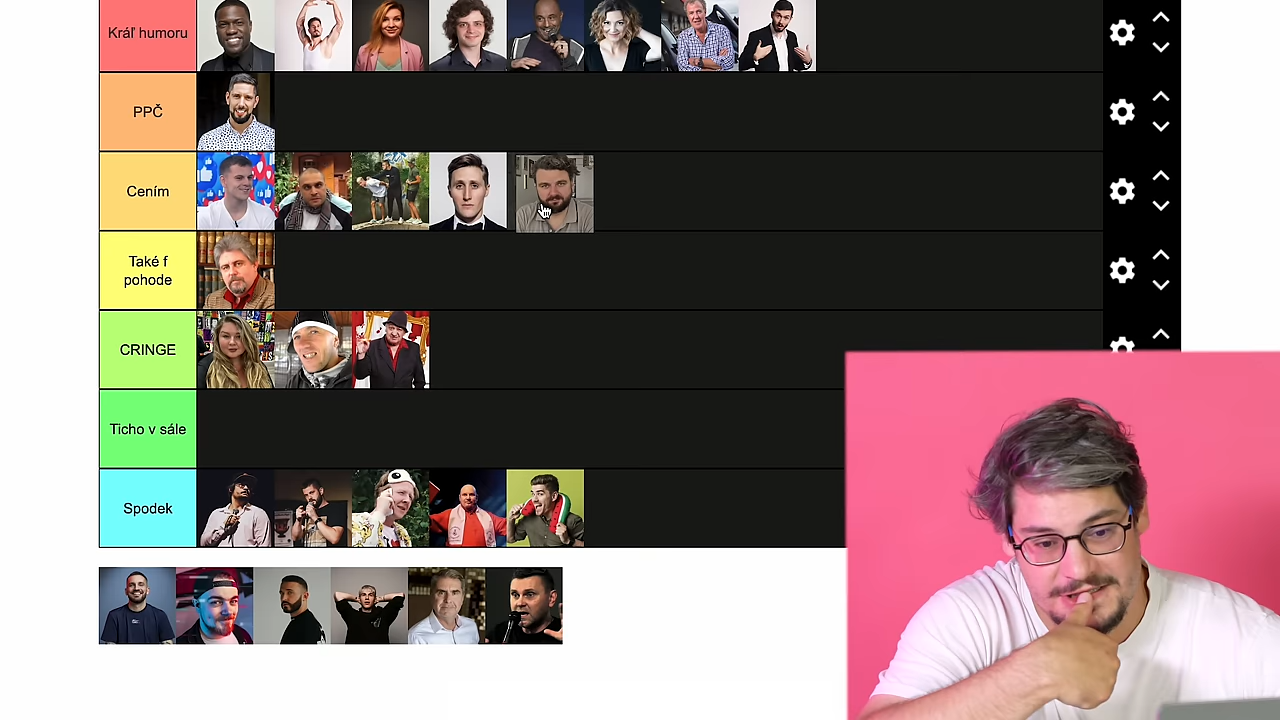 Kráľ humoru
PPČ
Cením
Také f
pohode
CRINGE
Ticho v sále
Spodek